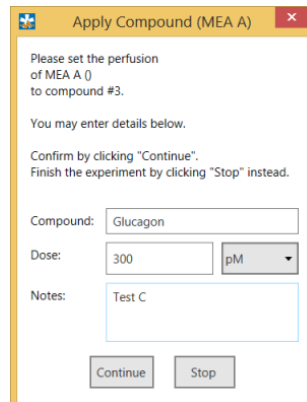 Apply Compound (MEA A)
Please set the perfusion
of MEA A ()
to compound #3.
You may enter details below.
Confirm by clicking "Continue".
Finish the experiment by clicking "Stop" instead.
Compound: Glucagon
Dose: 300 pM
Notes: Test C
Continue Stop